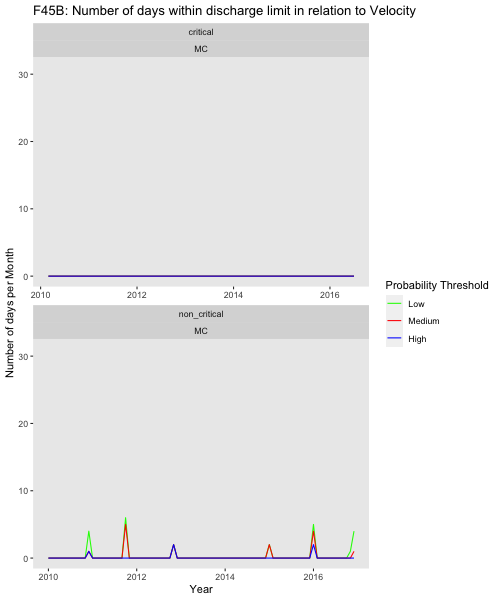 F45B: Number of days within discharge limit in relation to Velocity
critical
MC
30
20
10
0
2010 2012 2014 2016
Number of days per Month
non_critical
MC
30
20
10
0
2010 2012 2014 2016
Year
Probability Threshold
Low
Medium
High